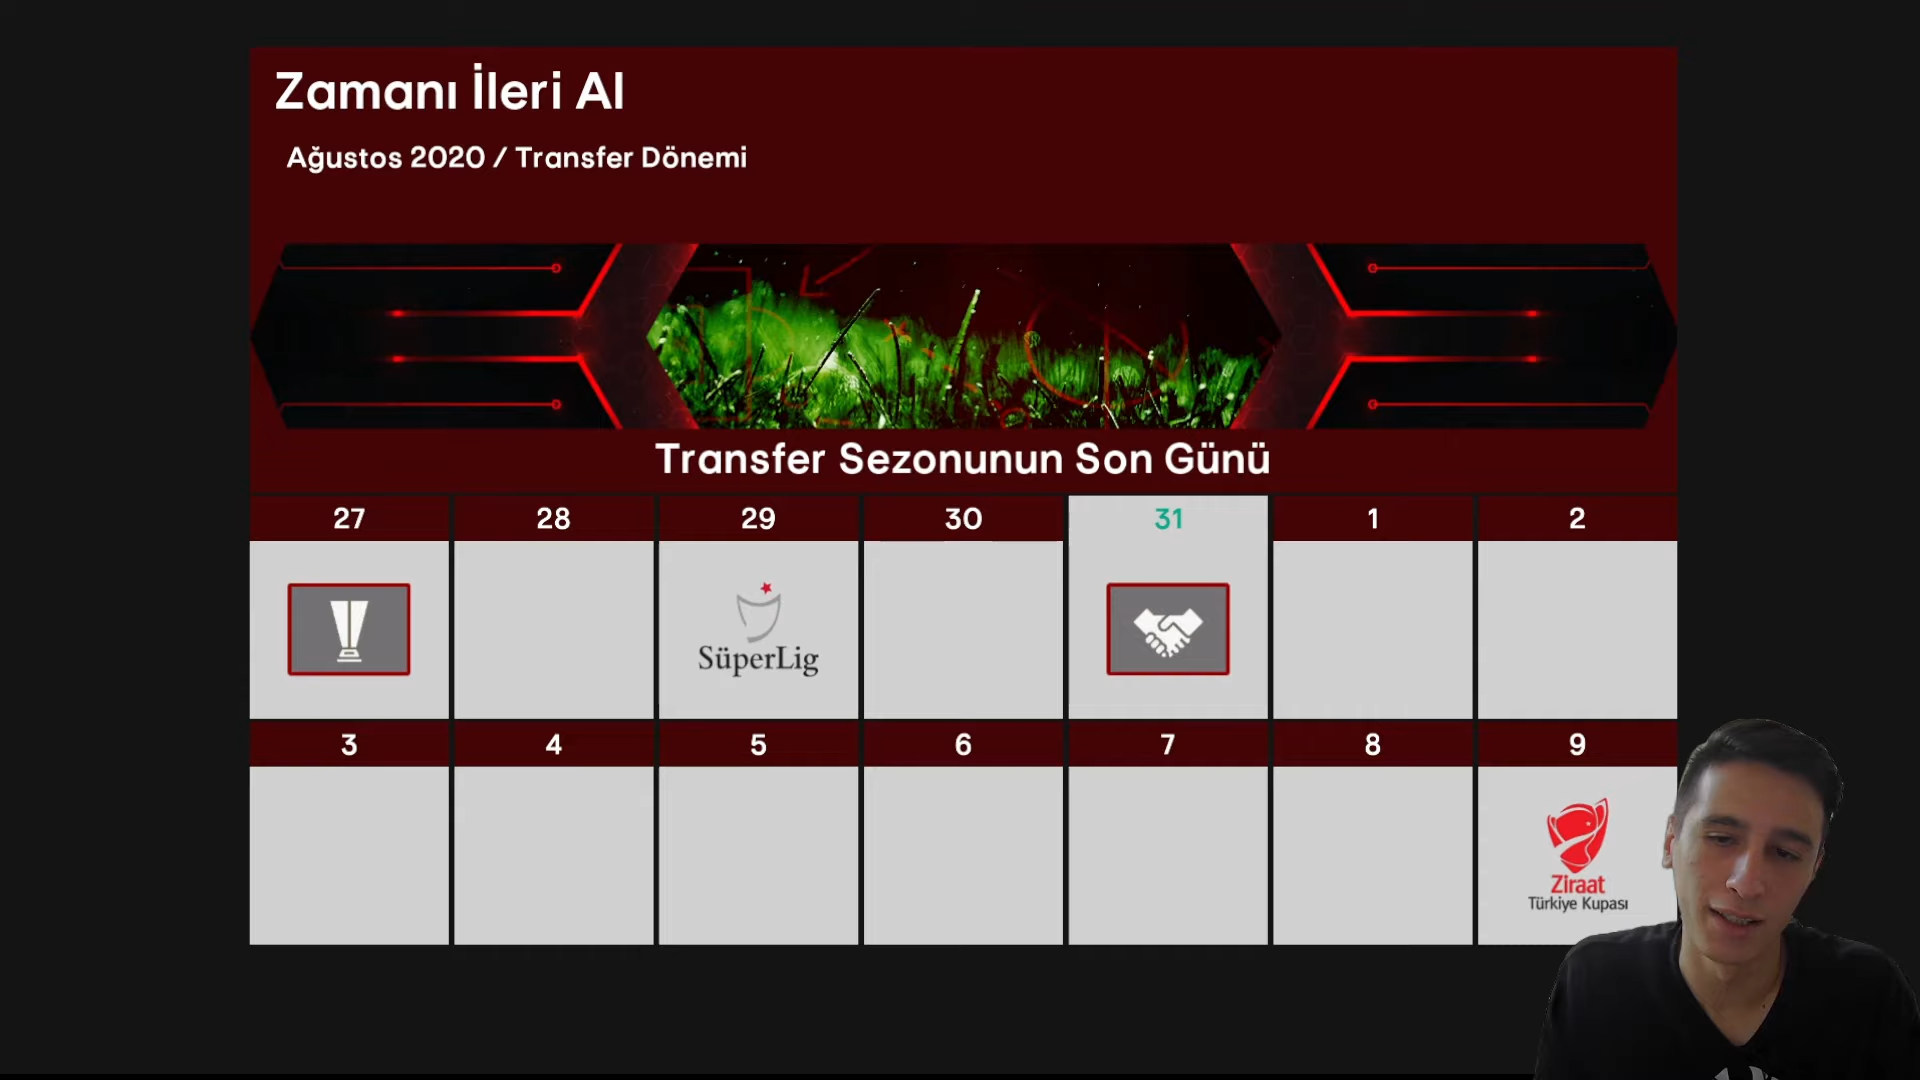 Zamanı İleri Al
Ağustos 2020 / Transfer Dönemi
Transfer Sezonunun Son Günü
27 28 29 30 31 1 2
SüperLig
3 4 5 6 7 8 9
Ziraat
Türkiye Kupası